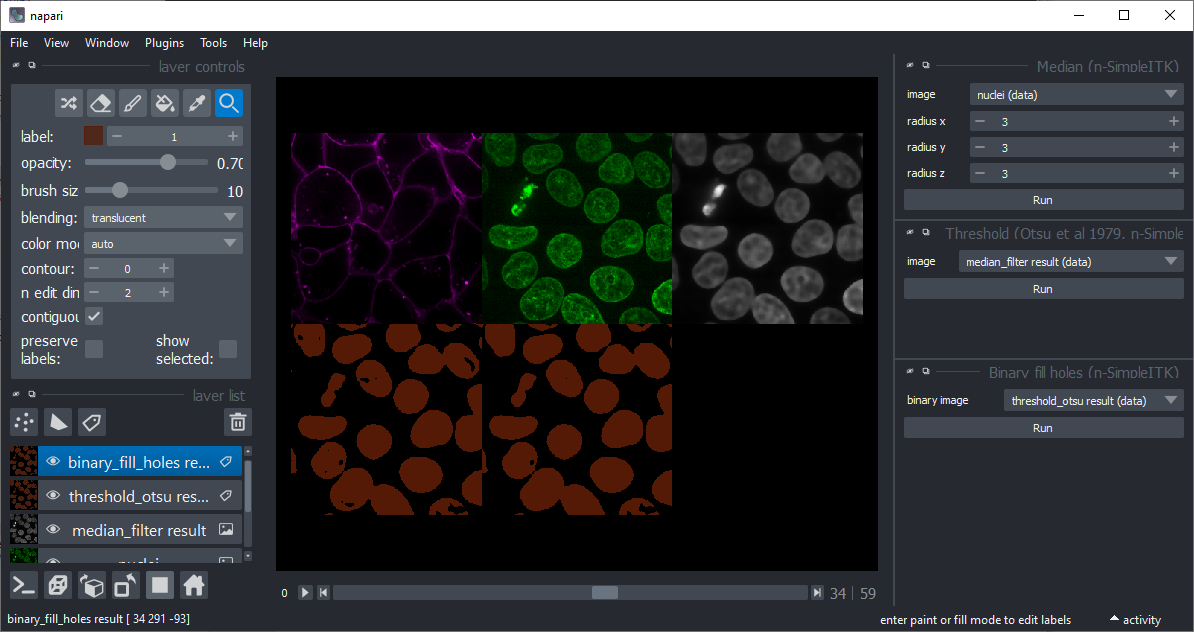 napari
File View Window Plugins Tools Help
layer controls
label: 1
opacity: 0.70
brush siz 10
blending: translucent
color mo auto
contour: 0
n edit din 2
contiguou
preserve labels:
show selected:
layer list
binary_fill_holes re...
threshold_otsu res...
median_filter result
nuclei
binary_fill_holes result [ 34 291 -93]
0
34 | 59
Median (n-SimpleITK)
image nuclei (data)
radius x 3
radius y 3
radius z 3
Run
Threshold (Otsu et al 1979, n-Simple
image median_filter result (data)
Run
Binary fill holes (n-SimpleITK)
binary image threshold_otsu result (data)
Run
enter paint or fill mode to edit labels
activity